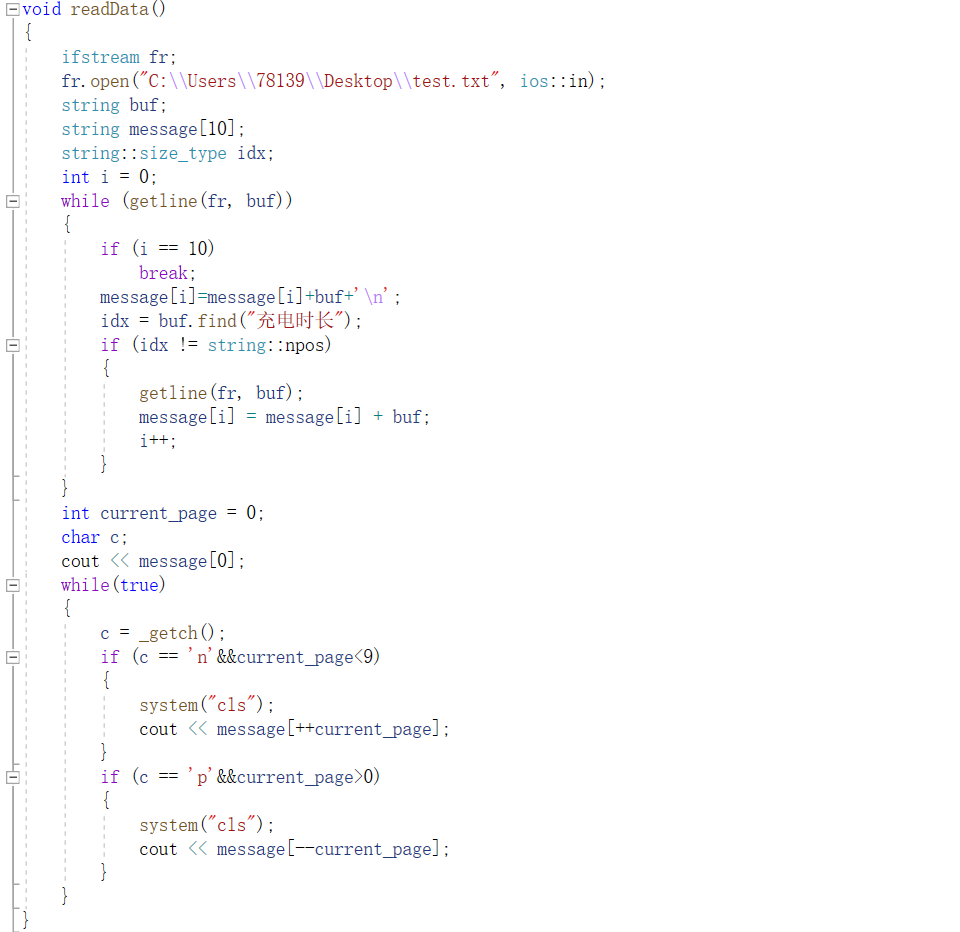 void readData()
{
    ifstream fr;
    fr.open("C:\\Users\\78139\\Desktop\\test.txt", ios::in);
    string buf;
    string message[10];
    string::size_type idx;
    int i = 0;
    while (getline(fr, buf))
    {
        if (i == 10)
            break;
        message[i]=message[i]+buf+'\n';
        idx = buf.find("充电时长");
        if (idx != string::npos)
        {
            getline(fr, buf);
            message[i] = message[i] + buf;
            i++;
        }
    }
    int current_page = 0;
    char c;
    cout << message[0];
    while(true)
    {
        c = _getch();
        if (c == 'n'&&current_page<9)
        {
            system("cls");
            cout << message[++current_page];
        }
        if (c == 'p'&&current_page>0)
        {
            system("cls");
            cout << message[--current_page];
        }
    }
}